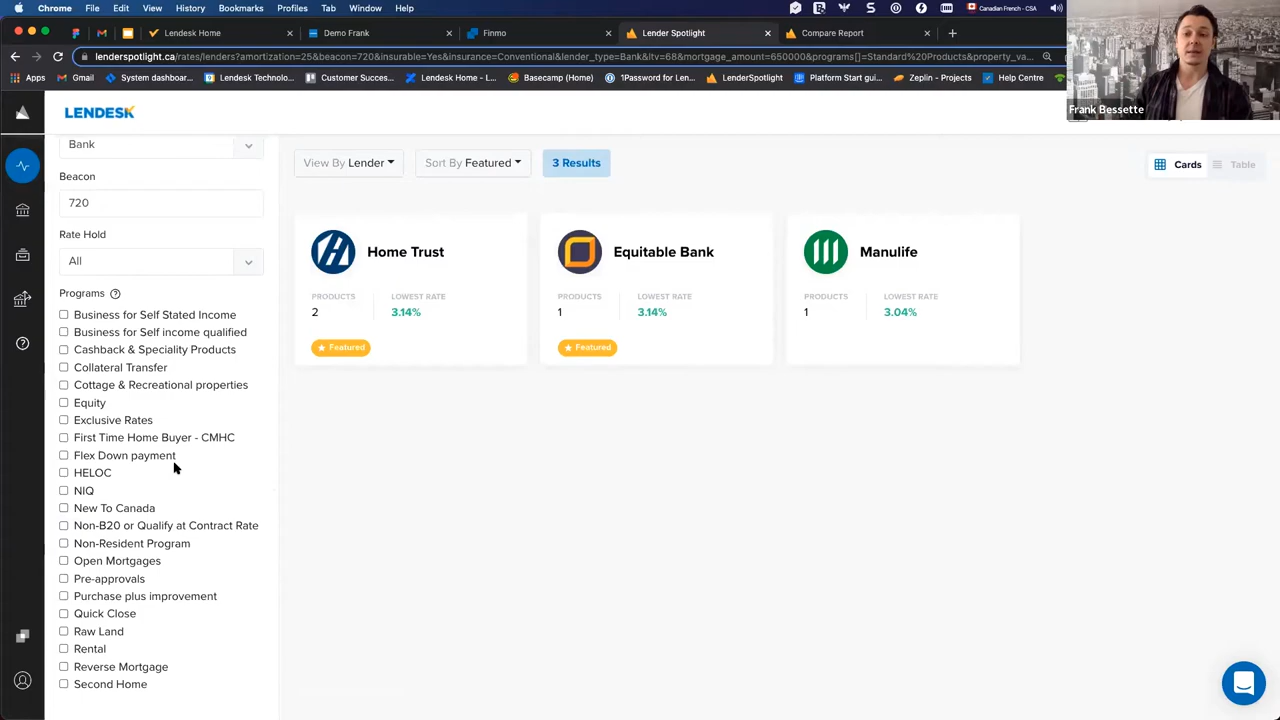 Chrome File Edit View History Bookmarks Profiles Tab Window Help
Canadian French - CSA
Lendesk Home
Demo Frank
Finmo
Lender Spotlight
Compare Report
lenderspotlight.ca/rates/lenders?amortization=25&beacon=720&insurable=Yes&insurance=Conventional&lender_type=Bank&ltv=68&mortgage_amount=650000&programs[]=Standard%20Products&property_va...
Apps
Gmail
System dashboar...
Lendesk Technolo...
Customer Succes...
Lendesk Home – L...
Basecamp (Home)
1Password for Len...
LenderSpotlight
Platform Start gui...
Zeplin - Projects
Help Centre
Frank Bessette
LENDESK
Bank
View By Lender
Sort By Featured
3 Results
Cards
Table
Beacon
720
Rate Hold
All
Programs
Business for Self Stated Income
Business for Self income qualified
Cashback & Speciality Products
Collateral Transfer
Cottage & Recreational properties
Equity
Exclusive Rates
First Time Home Buyer - CMHC
Flex Down payment
HELOC
NIQ
New To Canada
Non-B20 or Qualify at Contract Rate
Non-Resident Program
Open Mortgages
Pre-approvals
Purchase plus improvement
Quick Close
Raw Land
Rental
Reverse Mortgage
Second Home
Home Trust
PRODUCTS LOWEST RATE
2 3.14%
Featured
Equitable Bank
PRODUCTS LOWEST RATE
1 3.14%
Featured
Manulife
PRODUCTS LOWEST RATE
1 3.04%